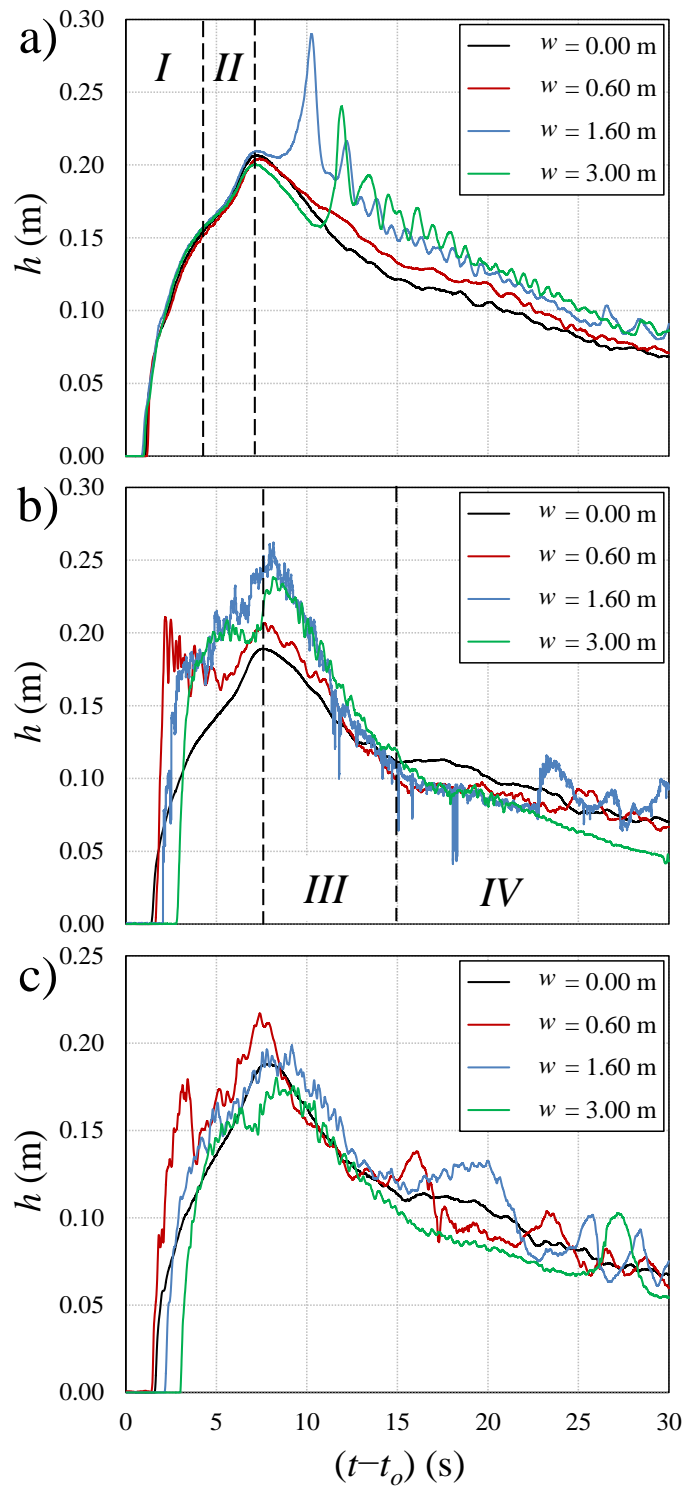 a)
I II
w = 0.00 m
w = 0.60 m
w = 1.60 m
w = 3.00 m
0.30
0.25
0.20
0.15
0.10
0.05
0.00
h (m)
b)
w = 0.00 m
w = 0.60 m
w = 1.60 m
w = 3.00 m
0.30
0.25
0.20
0.15
0.10
0.05
0.00
h (m)
III IV
c)
w = 0.00 m
w = 0.60 m
w = 1.60 m
w = 3.00 m
0.25
0.20
0.15
0.10
0.05
0.00
h (m)
0 5 10 15 20 25 30
(t−tₒ) (s)